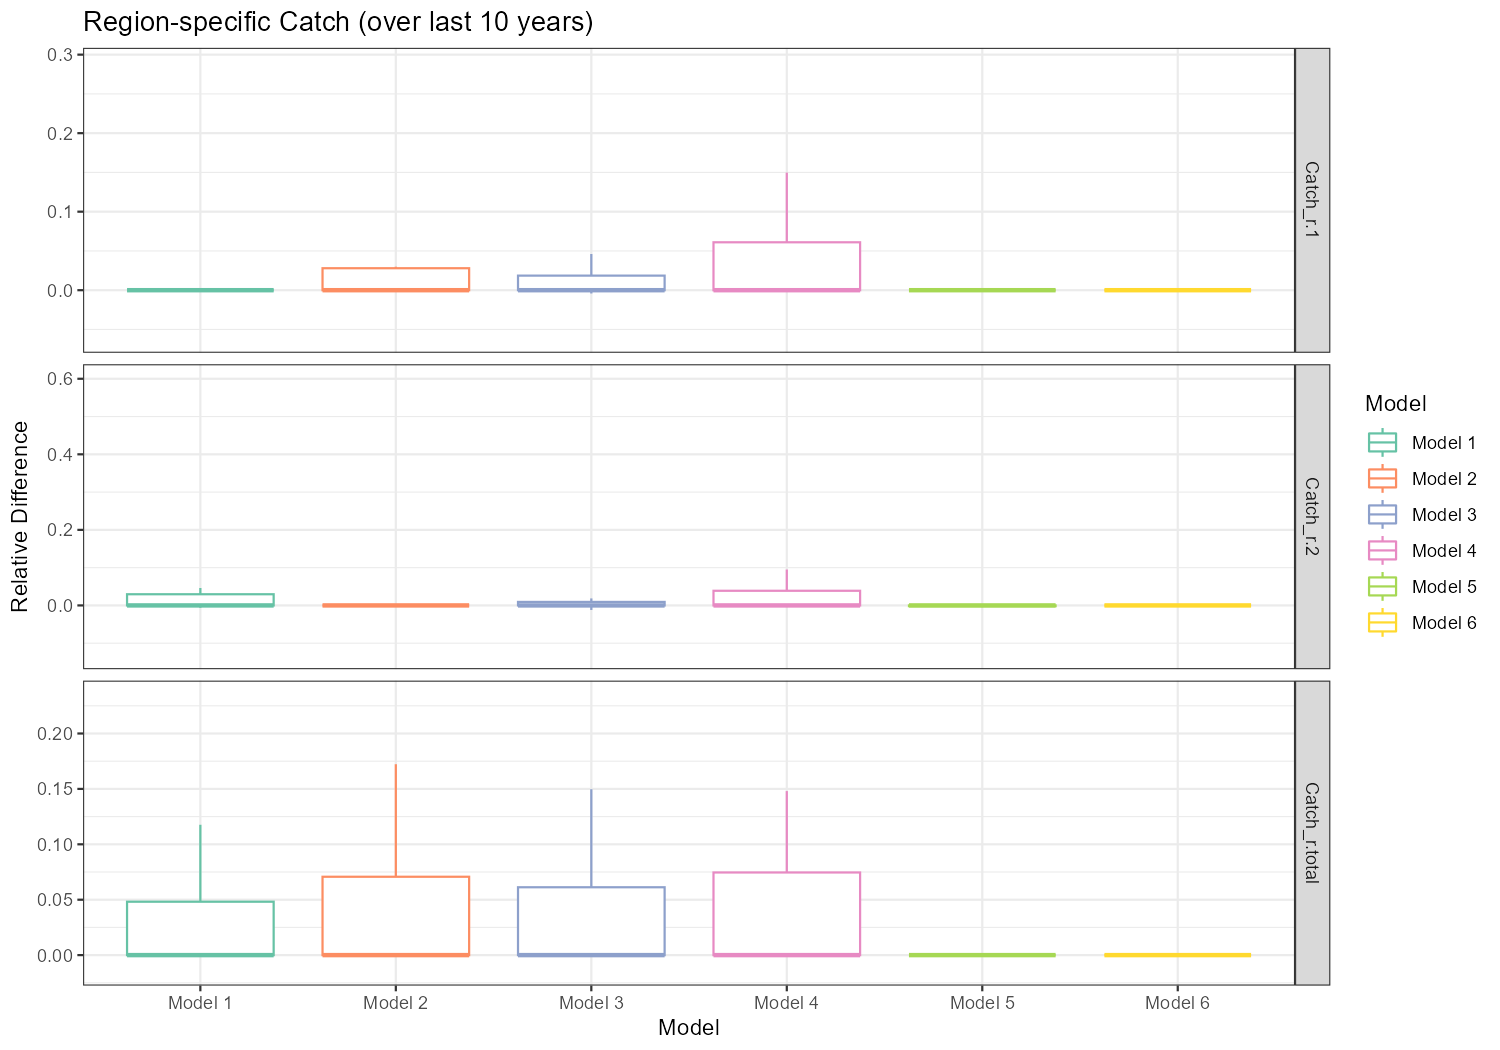 Region-specific Catch (over last 10 years)
0.3
0.2
0.1
0.0
Catch_r.1
0.6
0.4
0.2
0.0
Catch_r.2
0.20
0.15
0.10
0.05
0.00
Catch_r.total
Relative Difference
Model 1
Model 2
Model 3
Model 4
Model 5
Model 6
Model
Model
Model 1
Model 2
Model 3
Model 4
Model 5
Model 6